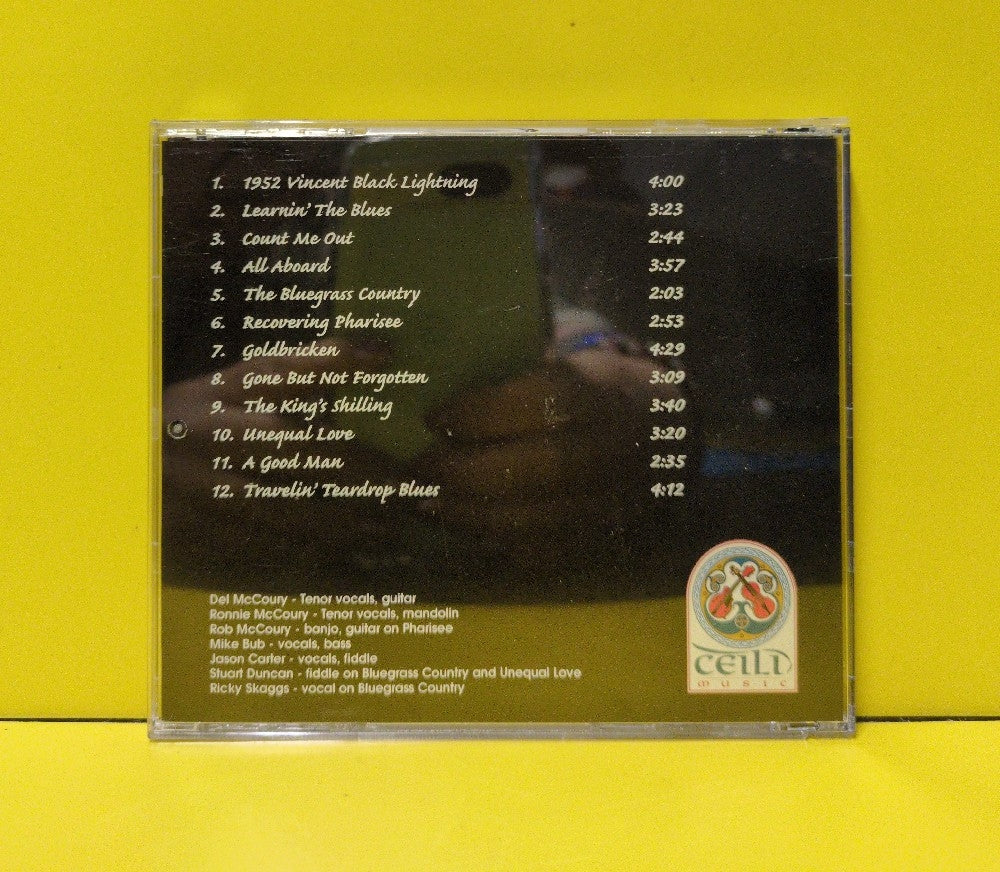 1. 1952 Vincent Black Lightning 4:00
2. Learnin' The Blues 3:23
3. Count Me Out 2:44
4. All Aboard 3:57
5. The Bluegrass Country 2:03
6. Recovering Pharisee 2:53
7. Goldbricken 4:29
8. Gone But Not Forgotten 3:09
9. The King's Shilling 3:40
10. Unequal Love 3:20
11. A Good Man 2:35
12. Travelin' Teardrop Blues 4:12
Del McCoury - Tenor vocals, guitar
Ronnie McCoury - Tenor vocals, mandolin
Rob McCoury - banjo, guitar on Pharisee
Mike Bub - vocals, bass
Jason Carter - vocals, fiddle
Stuart Duncan - fiddle on Bluegrass Country and Unequal Love
Ricky Skaggs - vocal on Bluegrass Country
CEILI
MUSIC